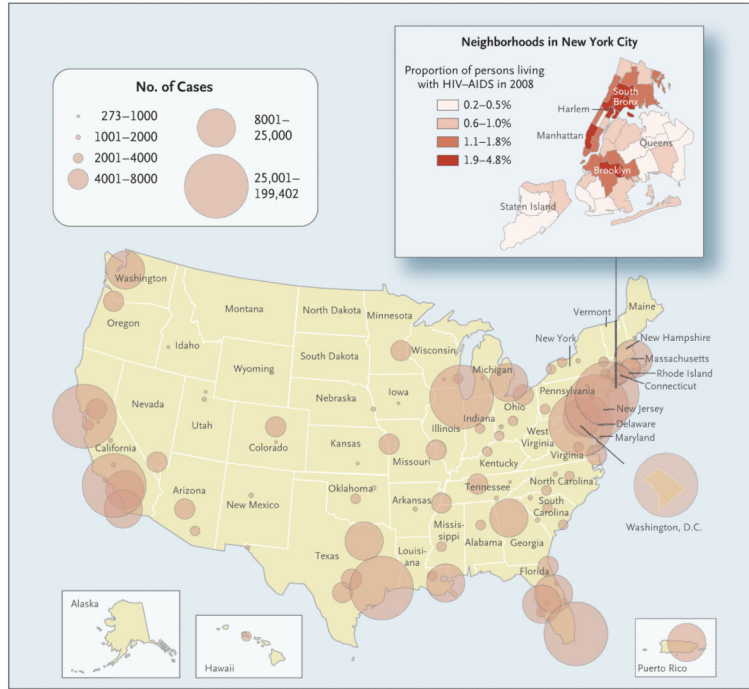 No. of Cases
273–1000
1001–2000
2001–4000
4001–8000
8001–
25,000
25,001–
199,402
Neighborhoods in New York City
Proportion of persons living
with HIV–AIDS in 2008
0.2–0.5%
0.6–1.0%
1.1–1.8%
1.9–4.8%
South
Bronx
Harlem
Manhattan
Queens
Brooklyn
Staten Island
Washington
Oregon
Idaho
Montana
North Dakota
Minnesota
South Dakota
Wisconsin
Wyoming
Michigan
Vermont
Maine
New York
New Hampshire
Massachusetts
Rhode Island
Connecticut
Pennsylvania
New Jersey
Delaware
Maryland
Nevada
Utah
Nebraska
Iowa
Illinois
Indiana
Ohio
West
Virginia
Virginia
California
Colorado
Kansas
Missouri
Kentucky
Arizona
New Mexico
Oklahoma
Arkansas
Tennessee
North Carolina
South
Carolina
Missis-
sippi
Alabama
Georgia
Texas
Louisi-
ana
Florida
Washington, D.C.
Alaska
Hawaii
Puerto Rico